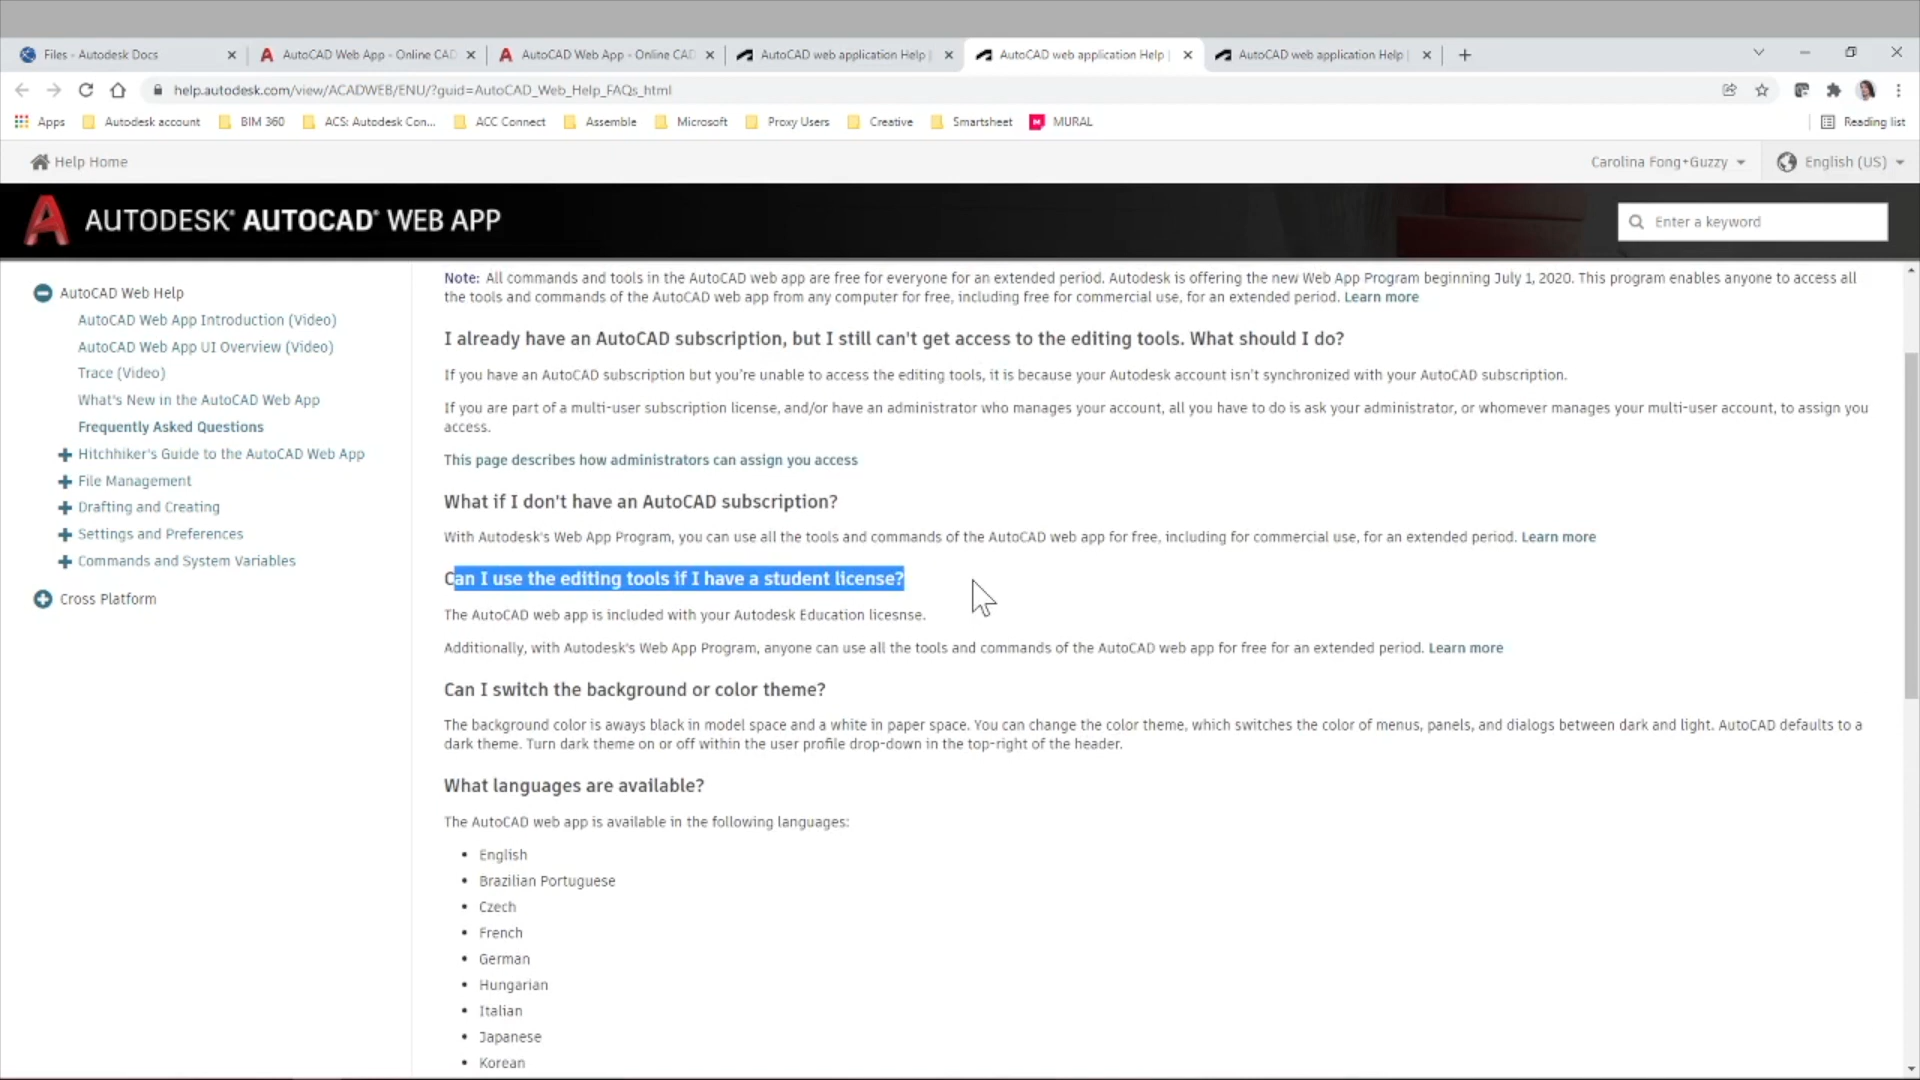 Files - Autodesk Docs
AutoCAD Web App - Online CAD
AutoCAD Web App - Online CAD
AutoCAD web application Help |
AutoCAD web application Help |
AutoCAD web application Help |
help.autodesk.com/view/ACADWEB/ENU/?guid=AutoCAD_Web_Help_FAQs_html
Apps Autodesk account BIM 360 ACS: Autodesk Con... ACC Connect Assemble Microsoft Proxy Users Creative Smartsheet MURAL Reading list
Help Home Carolina Fong+Guzzy English (US)
AUTODESK® AUTOCAD® WEB APP Enter a keyword
AutoCAD Web Help
AutoCAD Web App Introduction (Video)
AutoCAD Web App UI Overview (Video)
Trace (Video)
What's New in the AutoCAD Web App
Frequently Asked Questions
Hitchhiker's Guide to the AutoCAD Web App
File Management
Drafting and Creating
Settings and Preferences
Commands and System Variables
Cross Platform
Note: All commands and tools in the AutoCAD web app are free for everyone for an extended period. Autodesk is offering the new Web App Program beginning July 1, 2020. This program enables anyone to access all
the tools and commands of the AutoCAD web app from any computer for free, including free for commercial use, for an extended period. Learn more
I already have an AutoCAD subscription, but I still can't get access to the editing tools. What should I do?
If you have an AutoCAD subscription but you're unable to access the editing tools, it is because your Autodesk account isn't synchronized with your AutoCAD subscription.
If you are part of a multi-user subscription license, and/or have an administrator who manages your account, all you have to do is ask your administrator, or whomever manages your multi-user account, to assign you
access.
This page describes how administrators can assign you access
What if I don't have an AutoCAD subscription?
With Autodesk's Web App Program, you can use all the tools and commands of the AutoCAD web app for free, including for commercial use, for an extended period. Learn more
Can I use the editing tools if I have a student license?
The AutoCAD web app is included with your Autodesk Education licesnse.
Additionally, with Autodesk's Web App Program, anyone can use all the tools and commands of the AutoCAD web app for free for an extended period. Learn more
Can I switch the background or color theme?
The background color is aways black in model space and a white in paper space. You can change the color theme, which switches the color of menus, panels, and dialogs between dark and light. AutoCAD defaults to a
dark theme. Turn dark theme on or off within the user profile drop-down in the top-right of the header.
What languages are available?
The AutoCAD web app is available in the following languages:
• English
• Brazilian Portuguese
• Czech
• French
• German
• Hungarian
• Italian
• Japanese
• Korean